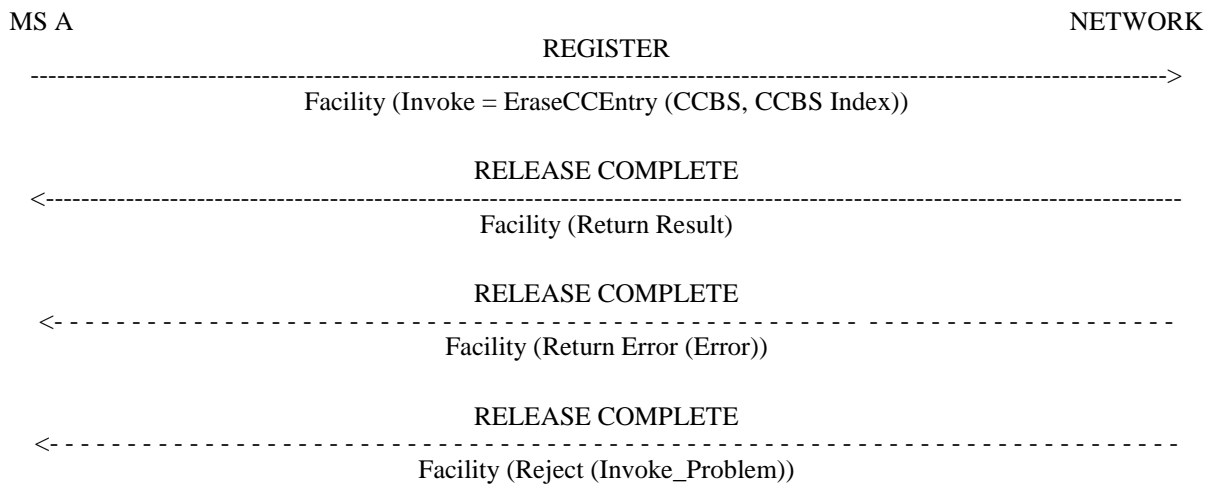 MS A NETWORK
REGISTER
------------------------------------------------------------------------------------------------------------------------------->
Facility (Invoke = EraseCCEntry (CCBS, CCBS Index))
RELEASE COMPLETE
<-------------------------------------------------------------------------------------------------------------------------------
Facility (Return Result)
RELEASE COMPLETE
<- - - - - - - - - - - - - - - - - - - - - - - - - - - - - - - - - - - - - - - - - - - - - - - - - - - - - - - - - - - - - - - - - - - - - - - -
Facility (Return Error (Error))
RELEASE COMPLETE
<- - - - - - - - - - - - - - - - - - - - - - - - - - - - - - - - - - - - - - - - - - - - - - - - - - - - - - - - - - - - - - - - - - - - - - - -
Facility (Reject (Invoke_Problem))